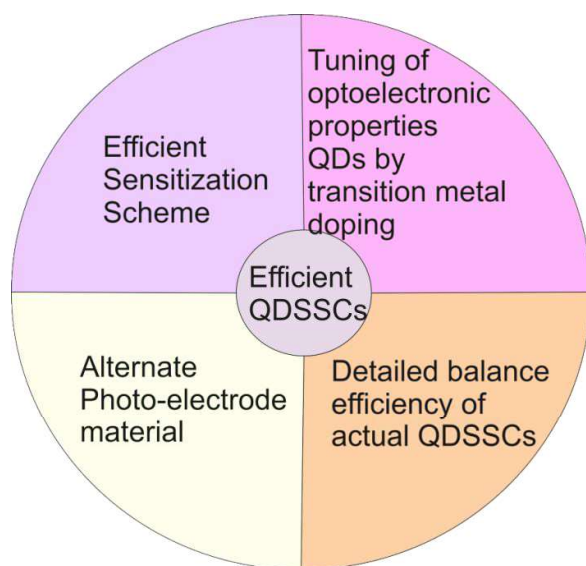 Efficient
Sensitization
Scheme
Tuning of
optoelectronic
properties
QDs by
transition metal
doping
Efficient
QDSSCs
Alternate
Photo-electrode
material
Detailed balance
efficiency of
actual QDSSCs